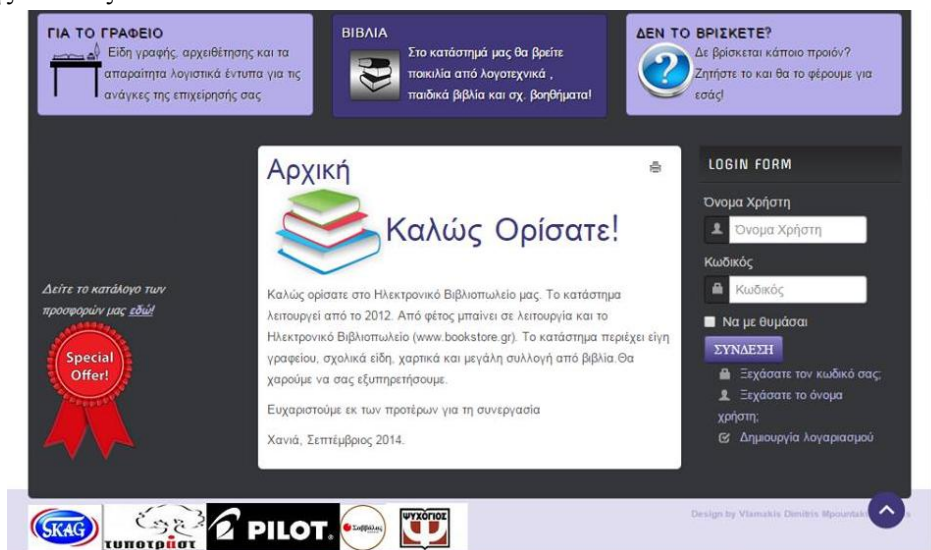 ΓΙΑ ΤΟ ΓΡΑΦΕΙΟ
Είδη γραφής, αρχειθέτησης και τα
απαραίτητα λογιστικά έντυπα για τις
ανάγκες της επιχείρησής σας
ΒΙΒΛΙΑ
Στο κατάστημά μας θα βρείτε
ποικιλία από λογοτεχνικά ,
παιδικά βιβλία και σχ. βοηθήματα!
ΔΕΝ ΤΟ ΒΡΙΣΚΕΤΕ?
Δε βρίσκεται κάποιο προιόν?
Ζητήστε το και θα το φέρουμε για
εσάς!
Δείτε το κατάλογο των
προσφορών μας εδώ!
Special
Offer!
Αρχική
Καλώς Ορίσατε!
Καλώς ορίσατε στο Ηλεκτρονικό Βιβλιοπωλείο μας. Το κατάστημα
λειτουργεί από το 2012. Από φέτος μπαίνει σε λειτουργία και το
Ηλεκτρονικό Βιβλιοπωλείο (www.bookstore.gr). Το κατάστημα περιέχει είγη
γραφείου, σχολικά είδη, χαρτικά και μεγάλη συλλογή από βιβλία.Θα
χαρούμε να σας εξυπηρετήσουμε.
Ευχαριστούμε εκ των προτέρων για τη συνεργασία
Χανιά, Σεπτέμβριος 2014.
LOGIN FORM
Όνομα Χρήστη
Όνομα Χρήστη
Κωδικός
Κωδικός
Να με θυμάσαι
ΣΥΝΔΕΣΗ
Ξεχάσατε τον κωδικό σας;
Ξεχάσατε το όνομα
χρήστη;
Δημιουργία λογαριασμού
SKAG
τυποτράστ
PILOT
Σαββάλας
ΨΥΧΟΓΙΟΣ
Design by Vlamakis Dimitris